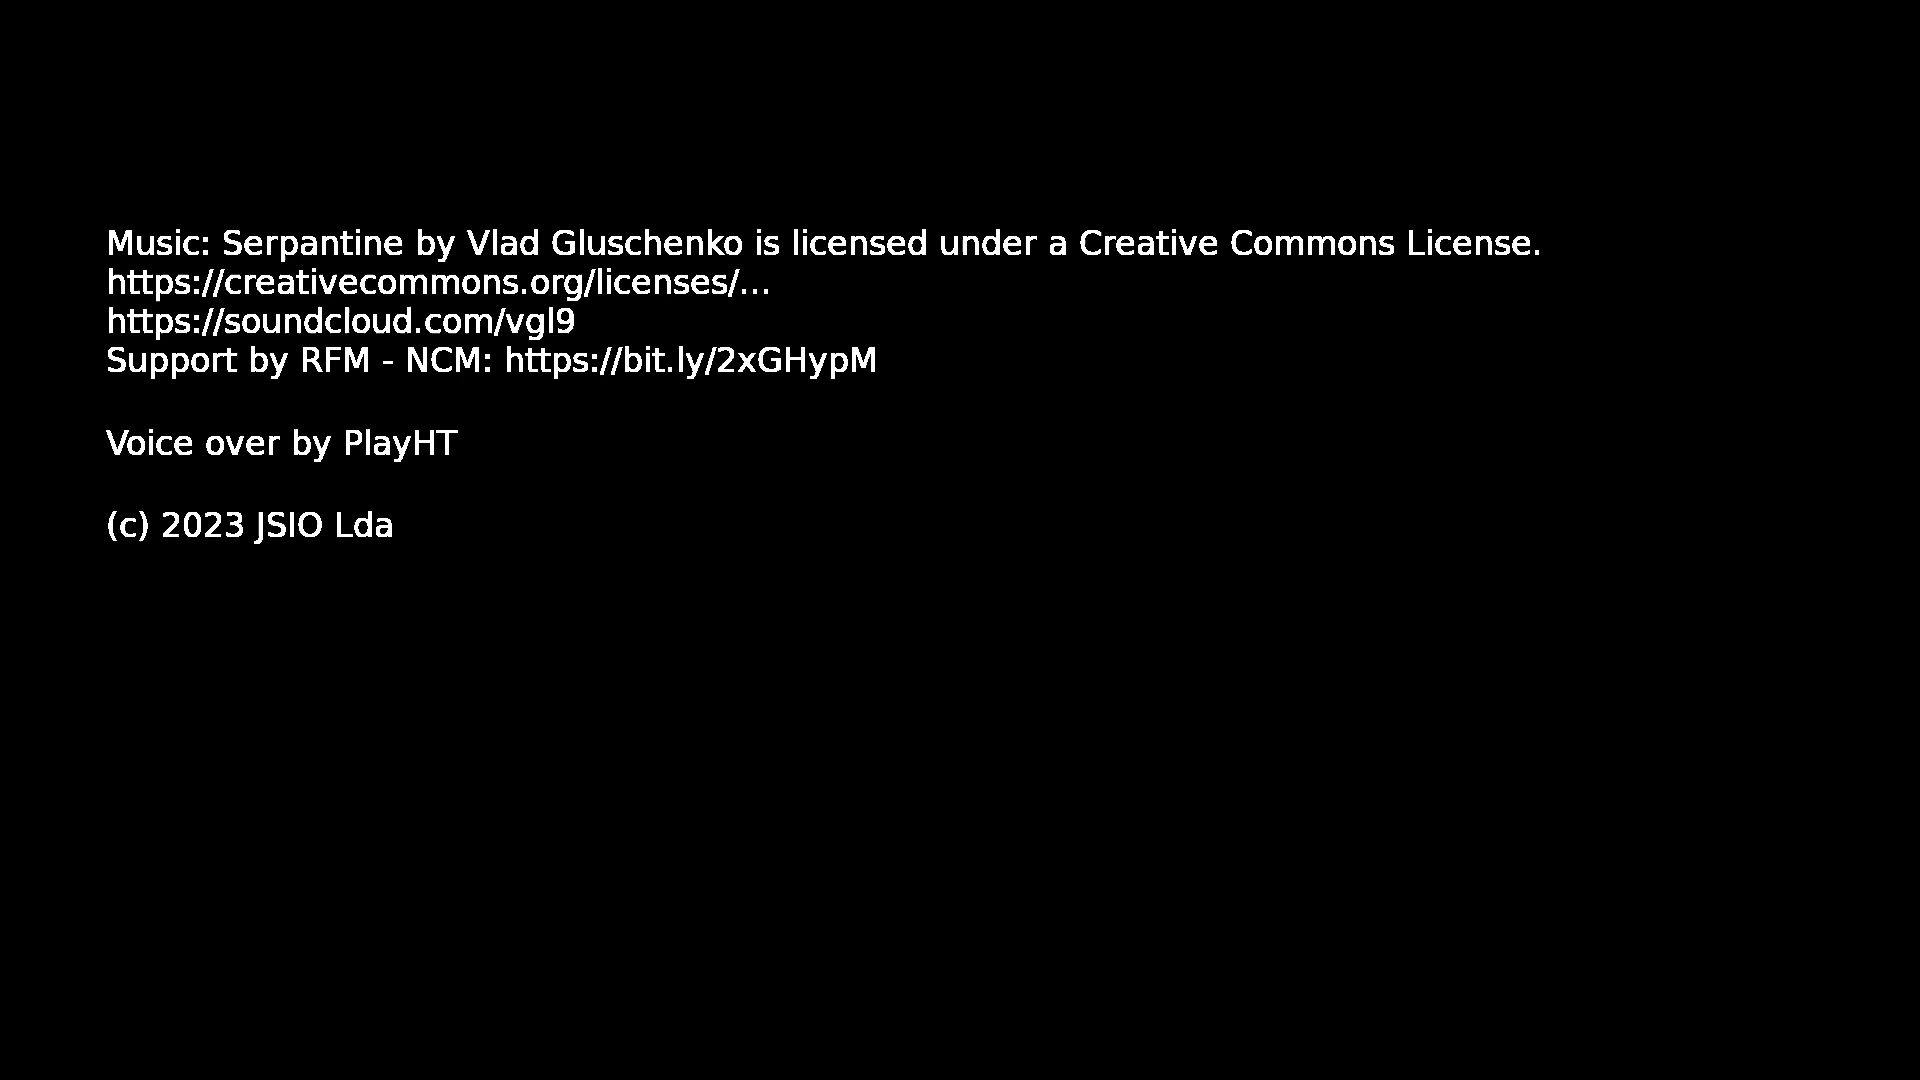 Music: Serpantine by Vlad Gluschenko is licensed under a Creative Commons License.
https://creativecommons.org/licenses/...
https://soundcloud.com/vgl9
Support by RFM - NCM: https://bit.ly/2xGHypM
Voice over by PlayHT
(c) 2023 JSIO Lda